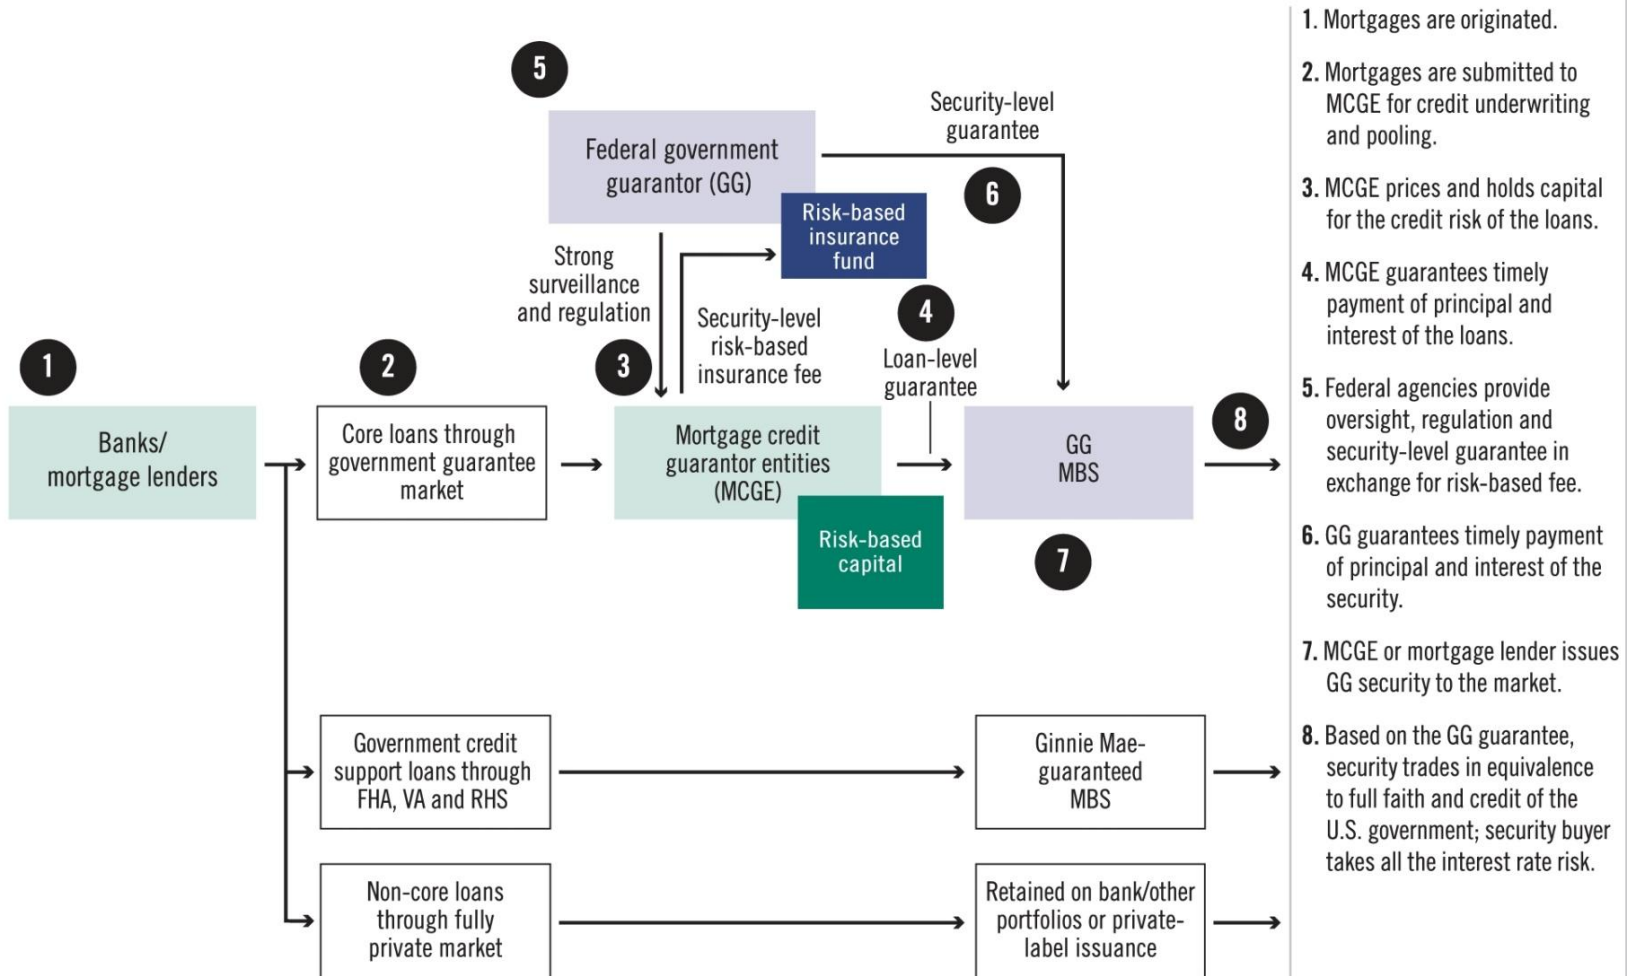 5
Security-level
guarantee
Federal government
guarantor (GG)
6
Risk-based
insurance
fund
Strong
surveillance
and regulation
Security-level
risk-based
insurance fee
4
Loan-level
guarantee
1
2
3
8
Banks/
mortgage lenders
Core loans through
government guarantee
market
Mortgage credit
guarantor entities
(MCGE)
GG
MBS
Risk-based
capital
7
Government credit
support loans through
FHA, VA and RHS
Ginnie Mae-
guaranteed
MBS
Non-core loans
through fully
private market
Retained on bank/other
portfolios or private-
label issuance
1. Mortgages are originated.
2. Mortgages are submitted to
MCGE for credit underwriting
and pooling.
3. MCGE prices and holds capital
for the credit risk of the loans.
4. MCGE guarantees timely
payment of principal and
interest of the loans.
5. Federal agencies provide
oversight, regulation and
security-level guarantee in
exchange for risk-based fee.
6. GG guarantees timely payment
of principal and interest of the
security.
7. MCGE or mortgage lender issues
GG security to the market.
8. Based on the GG guarantee,
security trades in equivalence
to full faith and credit of the
U.S. government; security buyer
takes all the interest rate risk.